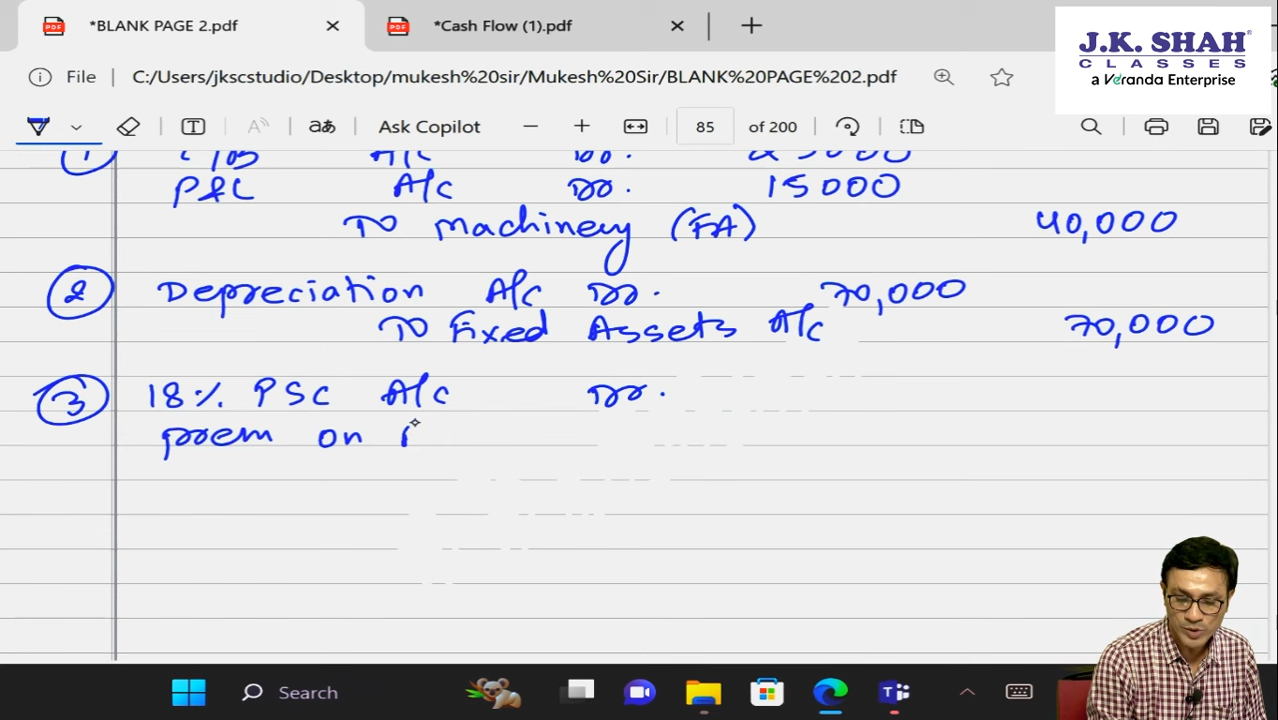 *BLANK PAGE 2.pdf
*Cash Flow (1).pdf
J.K. SHAH
CLASSES
a Veranda Enterprise
File
C:/Users/jkscstudio/Desktop/mukesh%20sir/Mukesh%20Sir/BLANK%20PAGE%202.pdf
Ask Copilot
85 of 200
1
P&L A/c Dr. 15000
To Machinery (FA) 40,000
2 Depreciation A/c Dr. 70,000
To Fixed Assets A/c 70,000
3 18% PSC A/c Dr.
prem on
Search